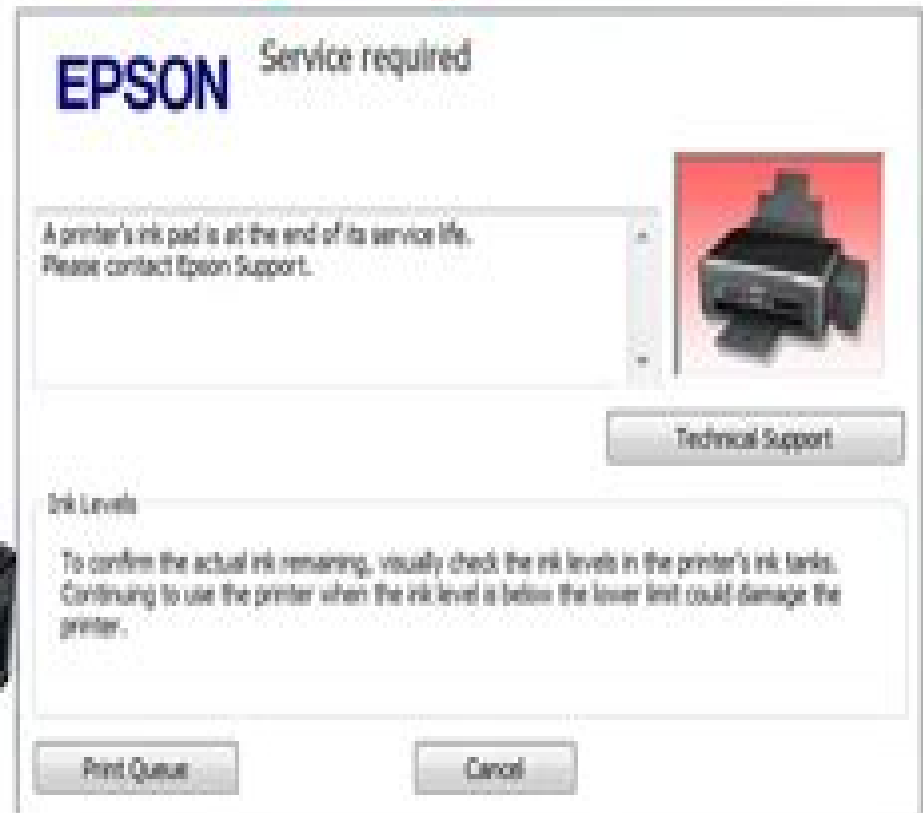 EPSON
Service required
A printer's ink pad is at the end of its service life.
Please contact Epson Support.
Technical Support
Ink Levels
To confirm the actual ink remaining, visually check the ink levels in the printer's ink tanks.
Continuing to use the printer when the ink level is below the lower limit could damage the
printer.
Print Queue
Cancel